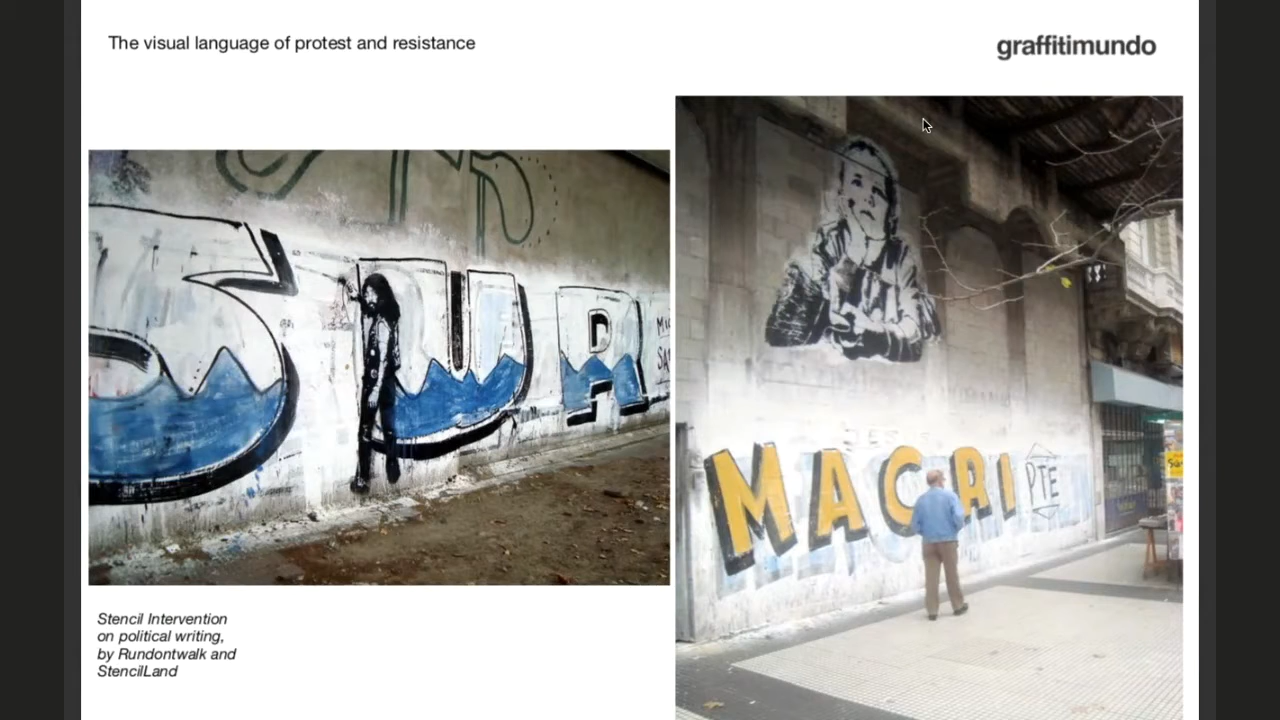 The visual language of protest and resistance
graffitimundo
SUR
MACRI PTE
Stencil Intervention
on political writing,
by Rundontwalk and
StencilLand